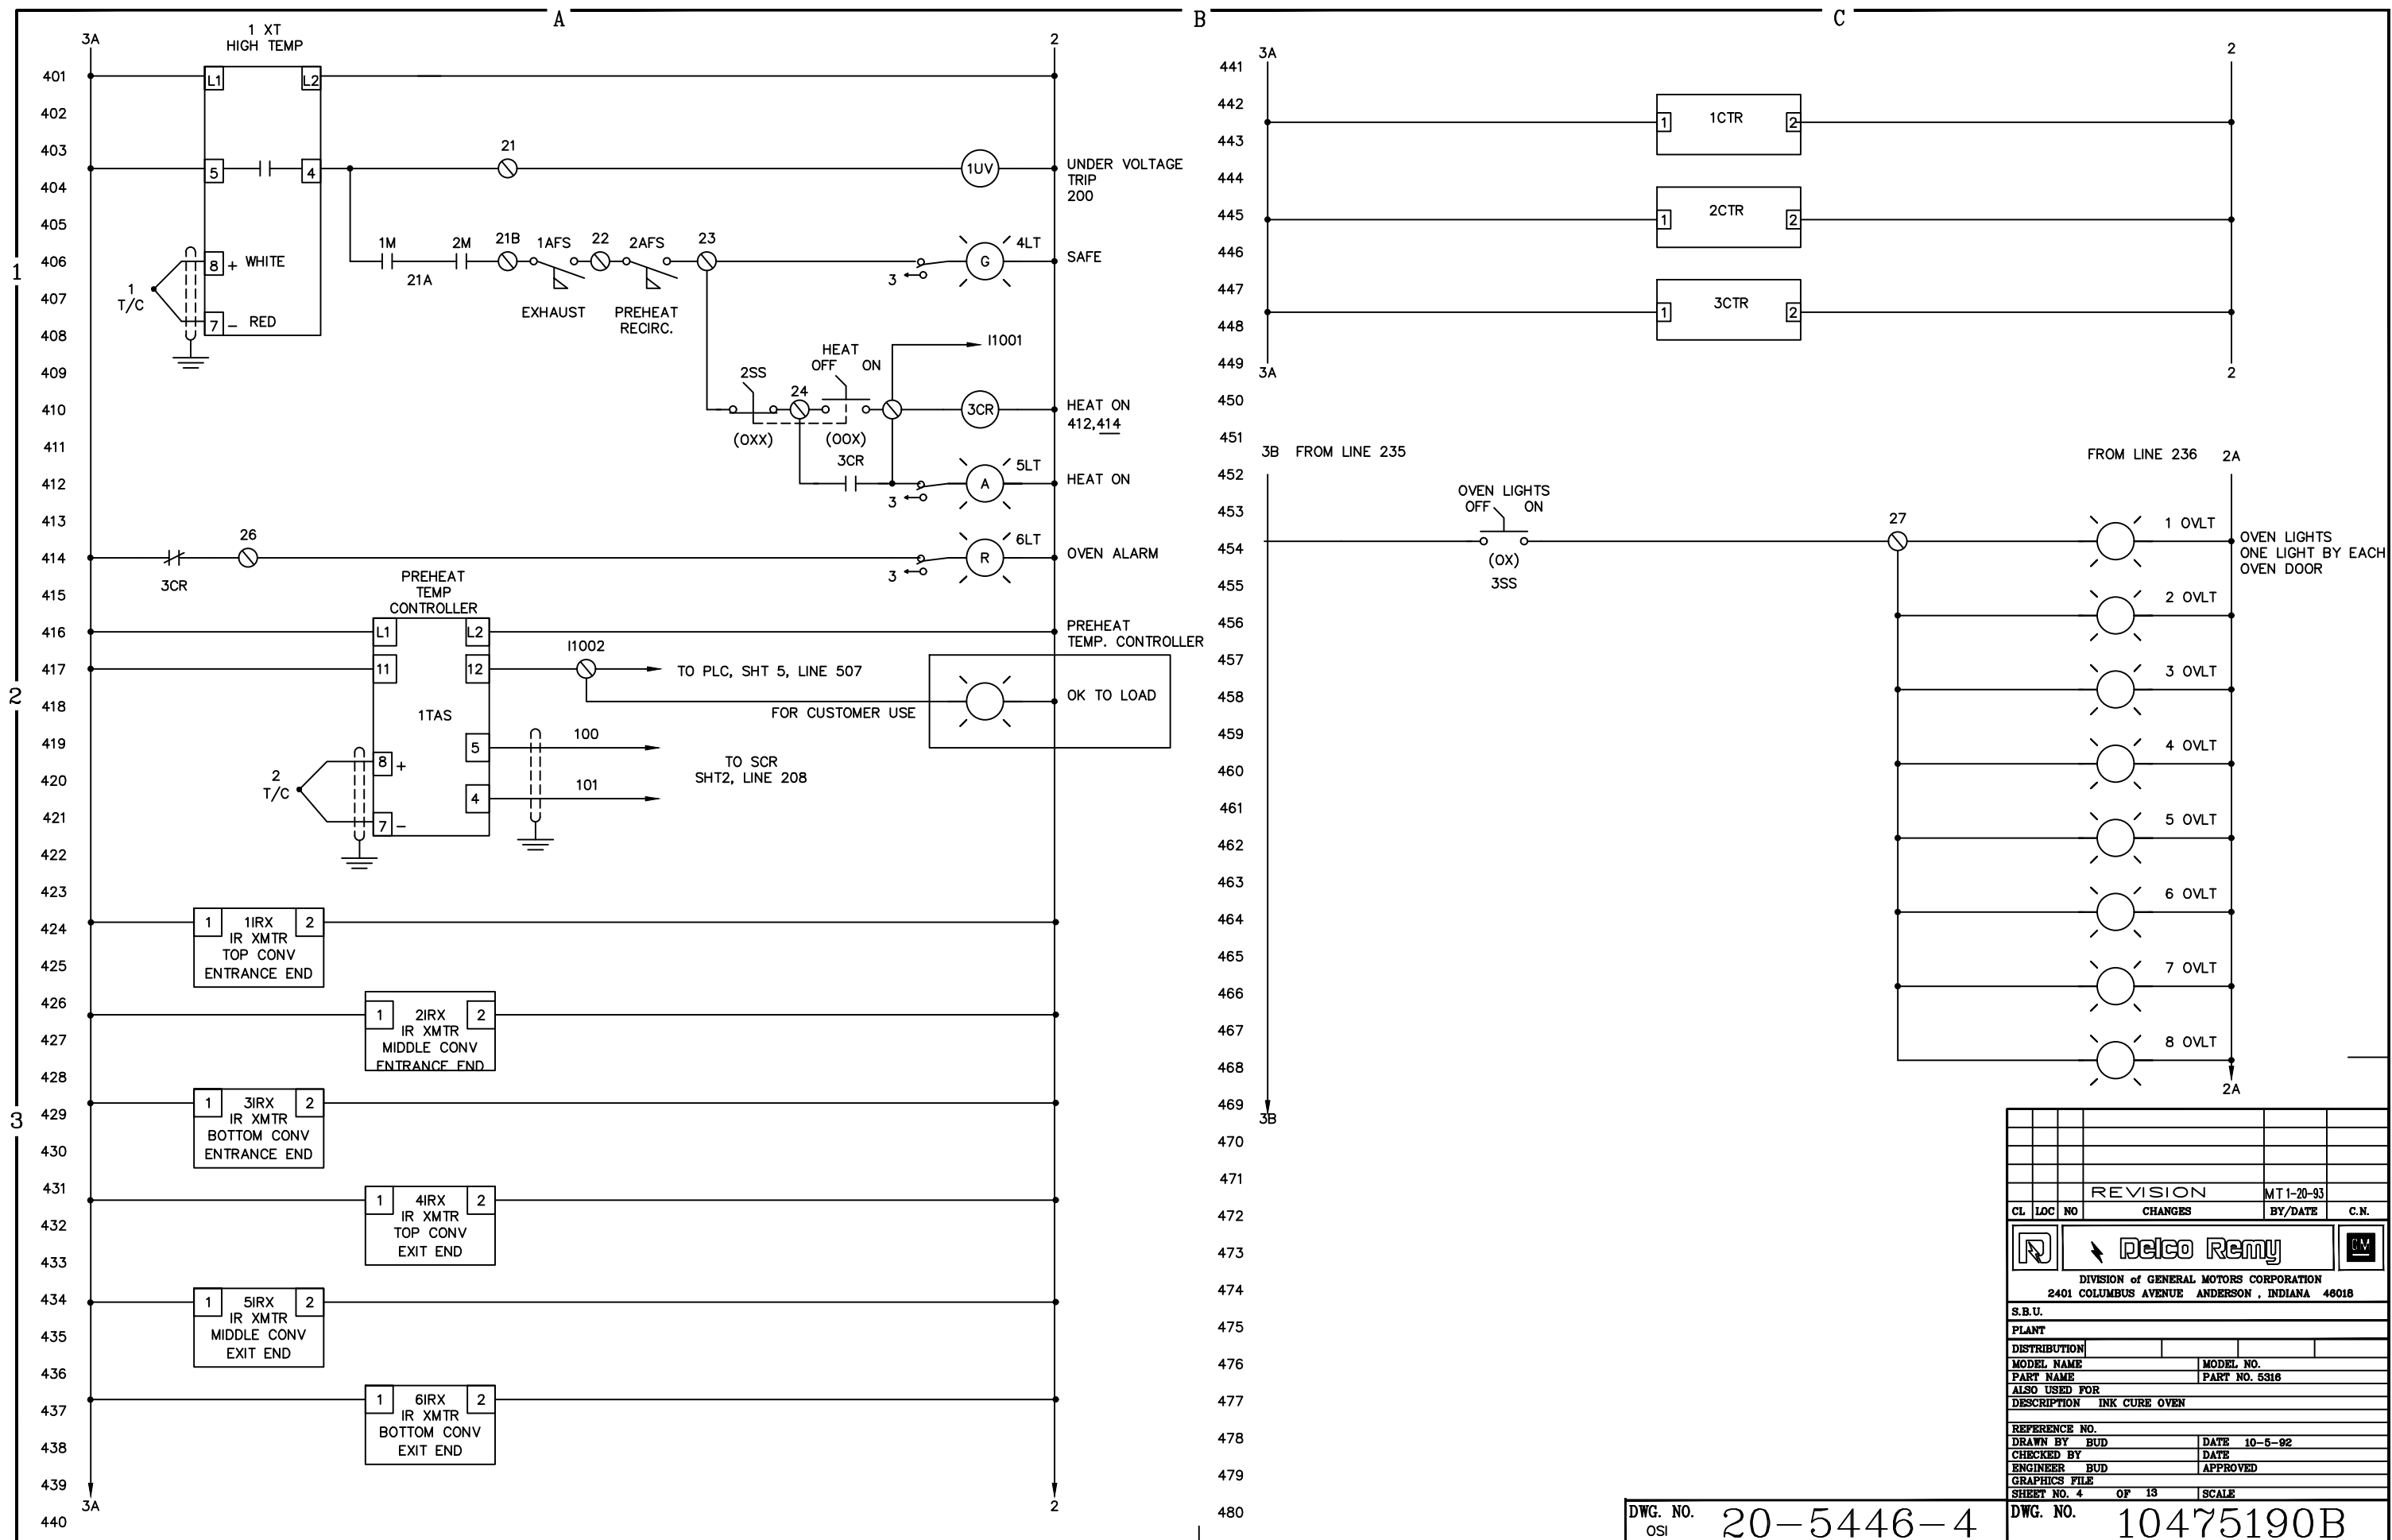 A
B
C
1
2
3
3A
1 XT
HIGH TEMP
2
401
L1
L2
402
403
21
5
4
1UV
UNDER VOLTAGE
TRIP
200
404
405
1M
2M
21B
1AFS
22
2AFS
23
4LT
406
8
+ WHITE
21A
G
SAFE
3
1
T/C
407
EXHAUST
PREHEAT
RECIRC.
7
- RED
408
I1001
HEAT
OFF ON
409
2SS
24
410
3CR
HEAT ON
412,414
(OXX)
(OOX)
411
3CR
5LT
412
A
HEAT ON
3
413
26
6LT
414
R
OVEN ALARM
3CR
3
PREHEAT
TEMP
CONTROLLER
415
416
L1
L2
PREHEAT
TEMP. CONTROLLER
I1002
417
11
12
TO PLC, SHT 5, LINE 507
418
1TAS
FOR CUSTOMER USE
OK TO LOAD
419
5
100
8
+
TO SCR
SHT2, LINE 208
420
2
T/C
4
101
421
7
-
422
423
424
1
1IRX
2
IR XMTR
TOP CONV
ENTRANCE END
425
426
1
2IRX
2
IR XMTR
MIDDLE CONV
ENTRANCE END
427
428
429
1
3IRX
2
IR XMTR
BOTTOM CONV
ENTRANCE END
430
431
1
4IRX
2
IR XMTR
TOP CONV
EXIT END
432
433
434
1
5IRX
2
IR XMTR
MIDDLE CONV
EXIT END
435
436
437
1
6IRX
2
IR XMTR
BOTTOM CONV
EXIT END
438
439
3A
2
440
3A
2
441
442
1
1CTR
2
443
444
445
1
2CTR
2
446
447
1
3CTR
2
448
449
3A
2
450
451
3B FROM LINE 235
FROM LINE 236 2A
452
OVEN LIGHTS
OFF ON
453
27
1 OVLT
OVEN LIGHTS
ONE LIGHT BY EACH
OVEN DOOR
454
(OX)
3SS
455
2 OVLT
456
457
3 OVLT
458
459
4 OVLT
460
461
5 OVLT
462
463
6 OVLT
464
465
7 OVLT
466
467
8 OVLT
468
2A
469
3B
470
471
472
473
474
475
476
477
478
479
480
REVISION
MT 1-20-93
CL LOC NO CHANGES BY/DATE C.N.
Delco Remy
GM
DIVISION of GENERAL MOTORS CORPORATION
2401 COLUMBUS AVENUE ANDERSON , INDIANA 46018
S.B.U.
PLANT
DISTRIBUTION
MODEL NAME MODEL NO.
PART NAME PART NO. 5316
ALSO USED FOR
DESCRIPTION INK CURE OVEN
REFERENCE NO.
DRAWN BY BUD DATE 10-5-92
CHECKED BY DATE
ENGINEER BUD APPROVED
GRAPHICS FILE
SHEET NO. 4 OF 13 SCALE
DWG. NO.
OSI
20-5446-4
DWG. NO.
10475190B